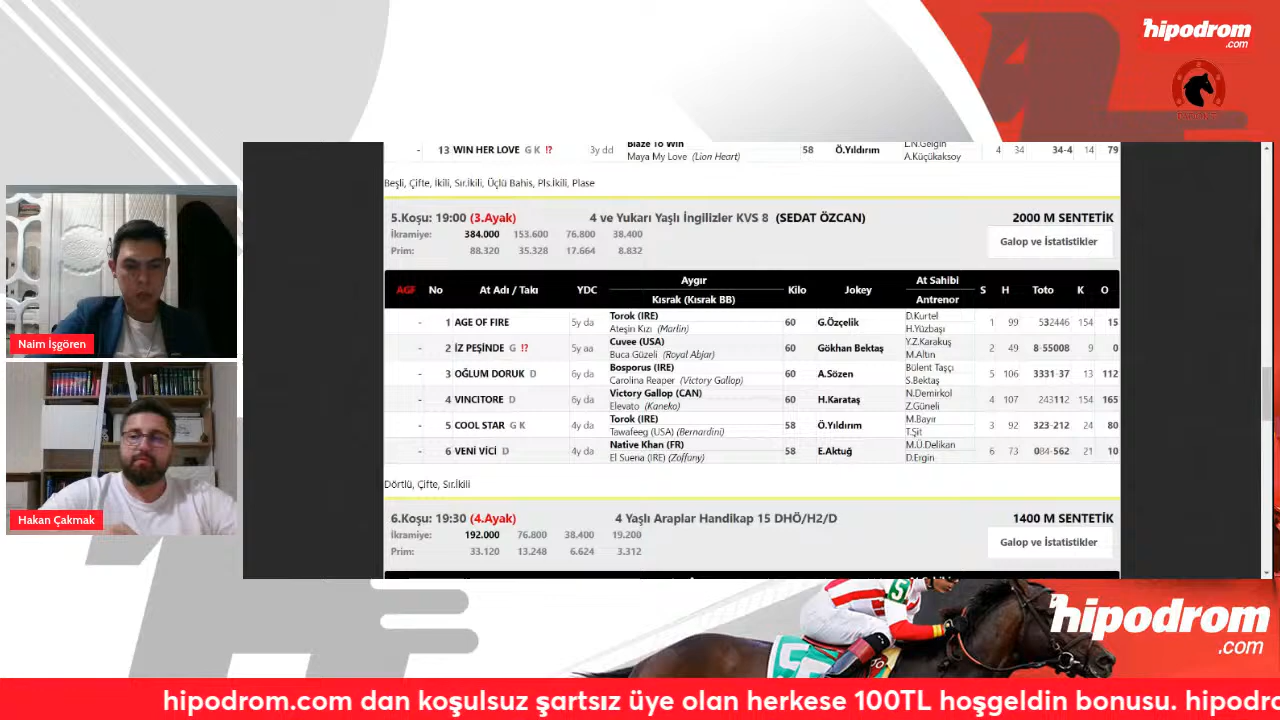 hipodrom
.com
13 WIN HER LOVE G K !? 3y dd Blaze To Win Maya My Love (Lion Heart) 58 Ö.Yıldırım L.N.Gelgin A.Küçükaksoy 4 34 34-4 14 79
Beşli, Çifte, İkili, Sır.İkili, Üçlü Bahis, Pls.İkili, Plase
5.Koşu: 19:00 (3.Ayak) 4 ve Yukarı Yaşlı İngilizler KVS 8 (SEDAT ÖZCAN) 2000 M SENTETİK
İkramiye: 384.000 153.600 76.800 38.400
Galop ve İstatistikler
Prim: 88.320 35.328 17.664 8.832
AGF No At Adı / Takı YDC Aygır Kısrak (Kısrak BB) Kilo Jokey At Sahibi Antrenor S H Toto K O
- 1 AGE OF FIRE 5y da Torok (IRE) Ateşin Kızı (Marlin) 60 G.Özçelik D.Kurtel H.Yüzbaşı 1 99 532446 154 15
- 2 İZ PEŞİNDE G !? 5y aa Cuvee (USA) Buca Güzeli (Royal Abjar) 60 Gökhan Bektaş Y.Z.Karakuş M.Altın 2 49 8-55008 9 0
- 3 OĞLUM DORUK D 6y da Bosporus (IRE) Carolina Reaper (Victory Gallop) 60 A.Sözen Bülent Taşçı S.Bektaş 5 106 3331-37 13 112
- 4 VINCITORE D 6y da Victory Gallop (CAN) Elevato (Kaneko) 60 H.Karataş N.Demirkol Z.Güneli 4 107 243112 154 165
- 5 COOL STAR G K 4y da Torok (IRE) Tawafeeg (USA) (Bernardini) 58 Ö.Yıldırım M.Bayır T.Şit 3 92 323-212 24 80
- 6 VENİ VİCİ D 4y da Native Khan (FR) El Suena (IRE) (Zoffany) 58 E.Aktuğ M.Ü.Delikan D.Ergin 6 73 084-562 21 10
Dörtlü, Çifte, Sır.İkili
6.Koşu: 19:30 (4.Ayak) 4 Yaşlı Araplar Handikap 15 DHÖ/H2/D 1400 M SENTETİK
İkramiye: 192.000 76.800 38.400 19.200
Galop ve İstatistikler
Prim: 33.120 13.248 6.624 3.312
Naim İşgören
Hakan Çakmak
5
hipodrom
.com
hipodrom.com dan koşulsuz şartsız üye olan herkese 100TL hoşgeldin bonusu. hipodro